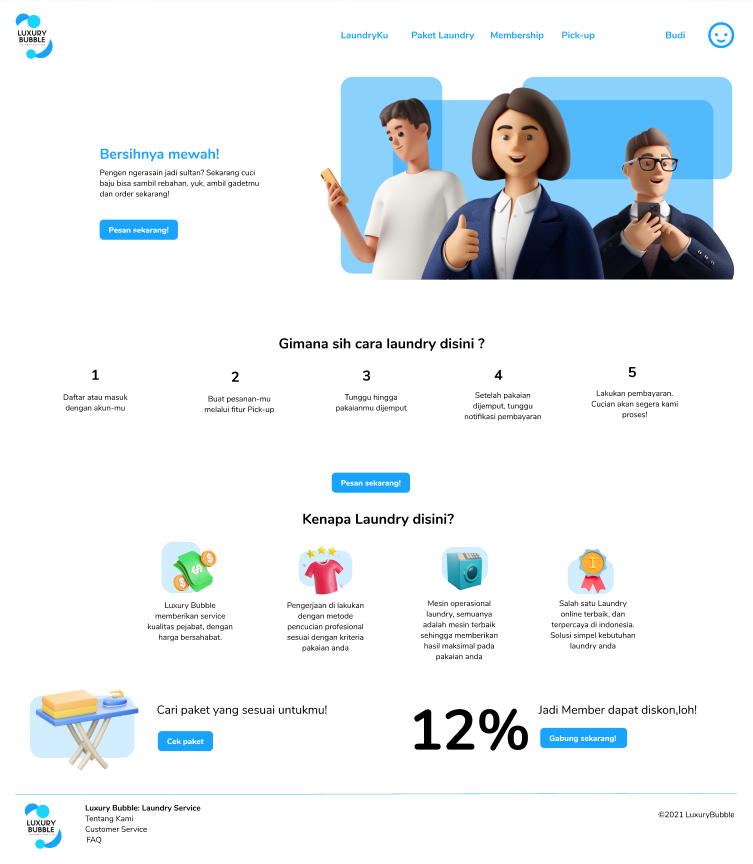 LUXURY
BUBBLE
LaundryKu
Paket Laundry
Membership
Pick-up
Budi
Bersihnya mewah!
Pengen ngerasain jadi sultan? Sekarang cuci
baju bisa sambil rebahan. yuk, ambil gadetmu
dan order sekarang!
Pesan sekarang!
Gimana sih cara laundry disini ?
1
Daftar atau masuk
dengan akun-mu
2
Buat pesanan-mu
melalui fitur Pick-up
3
Tunggu hingga
pakaianmu dijemput
4
Setelah pakaian
dijemput, tunggu
notifikasi pembayaran
5
Lakukan pembayaran.
Cucian akan segera kami
proses!
Pesan sekarang!
Kenapa Laundry disini?
Luxury Bubble
memberikan service
kualitas pejabat, dengan
harga bersahabat.
Pengerjaan di lakukan
dengan metode
pencucian profesional
sesuai dengan kriteria
pakaian anda
Mesin operasional
laundry, semuanya
adalah mesin terbaik
sehingga memberikan
hasil maksimal pada
pakaian anda
1
Salah satu Laundry
online terbaik, dan
terpercaya di indonesia.
Solusi simpel kebutuhan
laundry anda
Cari paket yang sesuai untukmu!
Cek paket
12%
Jadi Member dapat diskon,loh!
Gabung sekarang!
LUXURY
BUBBLE
Luxury Bubble: Laundry Service
Tentang Kami
Customer Service
FAQ
©2021 LuxuryBubble